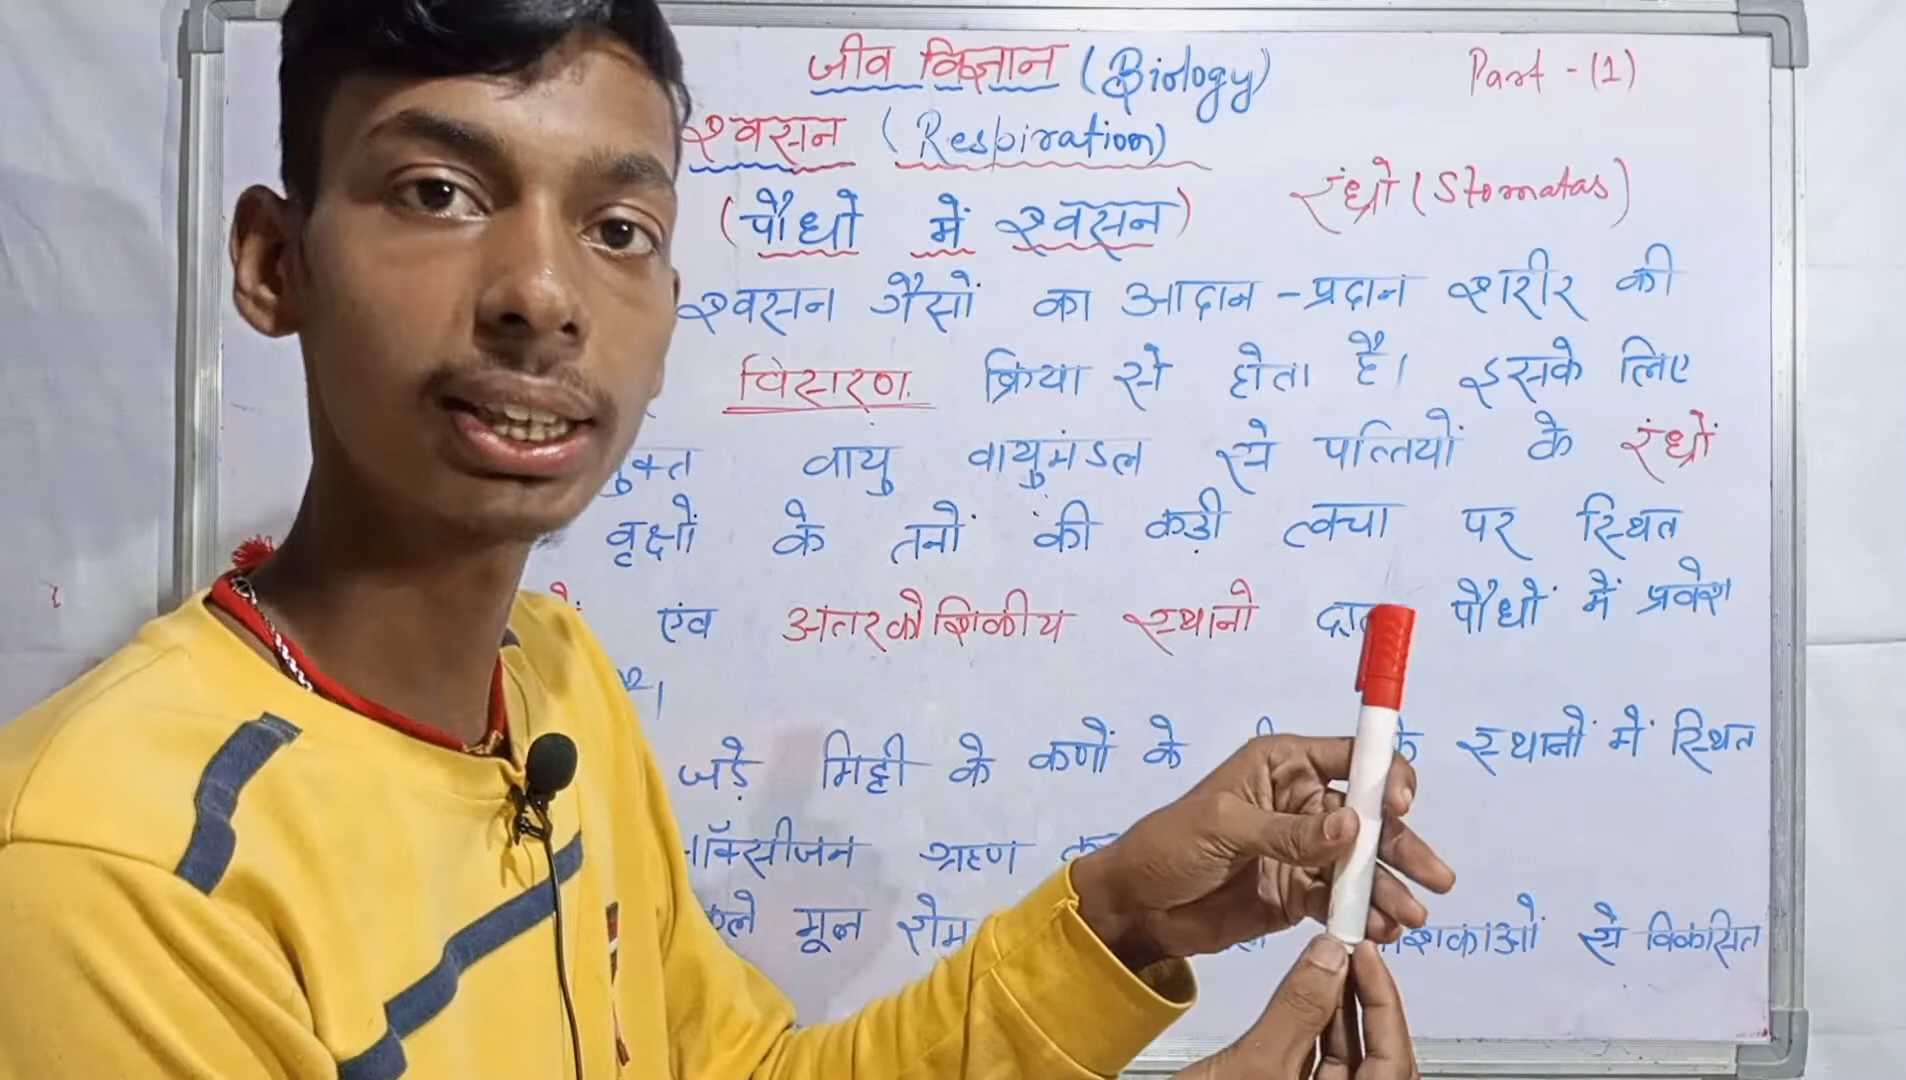 जीव विज्ञान (Biology)
Part - (1)
श्वसन (Respiration)
(पौधो में श्वसन)
रंध्रो (Stomatas)
श्वसन गैसों का आदान - प्रदान शरीर की
विसरण क्रिया से होता है। इसके लिए
वायु वायुमंडल से पत्तियों के रंध्रों
वृक्षों के तनों की कड़ी त्वचा पर स्थित
एंव अंतरकोशिकीय स्थानो पौधों में प्रवेश
है।
जड़े मिट्टी के कणों के स्थानों में स्थित
ऑक्सीजन ग्रहण
मूल रोम से विकसित